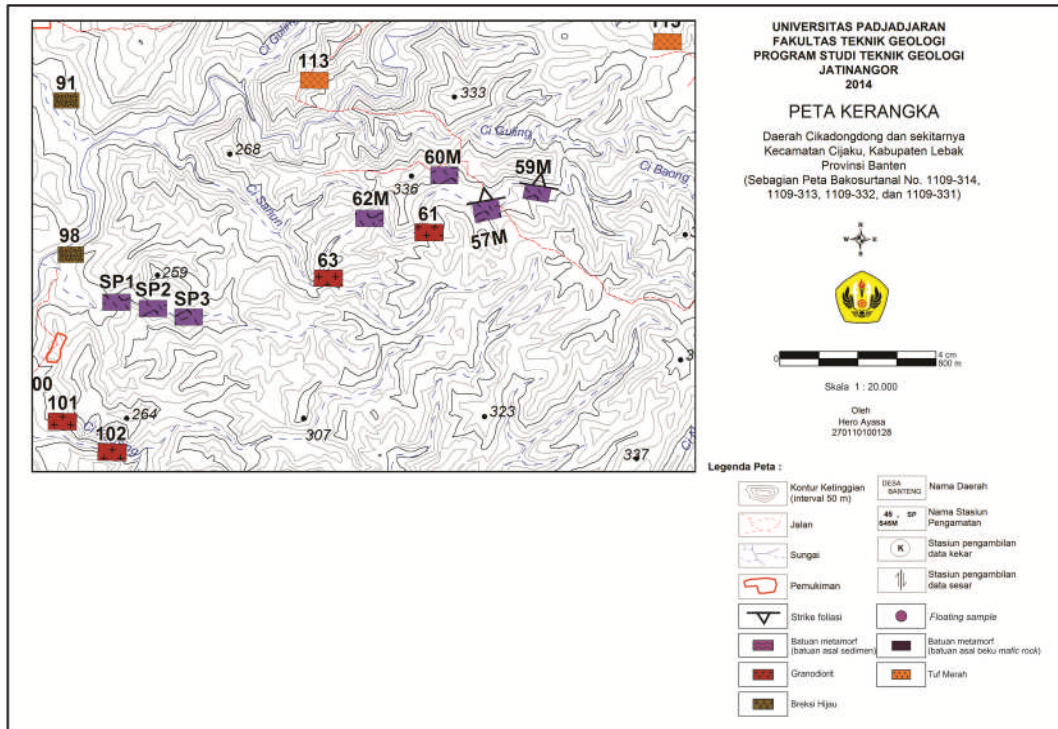 115
Ci Guling
113
91
333
Ci Guling
268
60M
59M
Ci Baong
336
62M
61
57M
98
63
259
SP1
SP2
SP3
00
101
264
102
307
323
337
UNIVERSITAS PADJADJARAN
FAKULTAS TEKNIK GEOLOGI
PROGRAM STUDI TEKNIK GEOLOGI
JATINANGOR
2014
PETA KERANGKA
Daerah Cikadongdong dan sekitarnya
Kecamatan Cijaku, Kabupaten Lebak
Provinsi Banten
(Sebagian Peta Bakosurtanal No. 1109-314,
1109-313, 1109-332, dan 1109-331)
N
W
E
S
0
4 cm
800 m
Skala 1 : 20.000
Oleh
Hero Ayasa
270110100128
Legenda Peta :
Kontur Ketinggian
(interval 50 m)
Jalan
Sungai
Pemukiman
Strike foliasi
Batuan metamorf
(batuan asal sedimen)
Granodiorit
Breksi Hijau
DESA
BANTENG
Nama Daerah
45 , SP
S46M
Nama Stasiun
Pengamatan
K
Stasiun pengambilan
data kekar
Stasiun pengambilan
data sesar
Floating sample
Batuan metamorf
(batuan asal beku mafic rock)
Tuf Merah